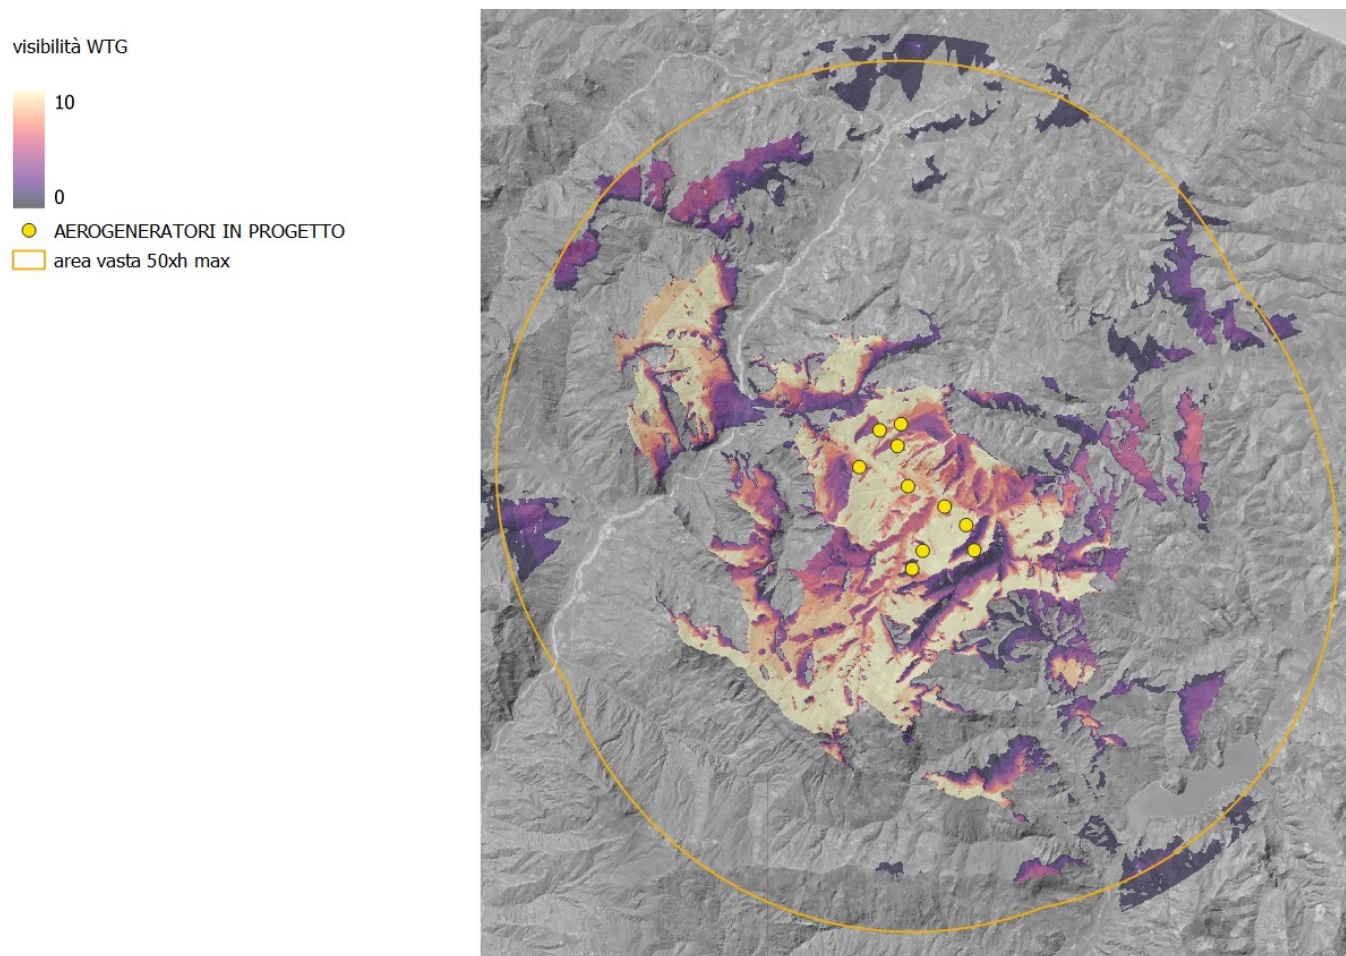 visibilità WTG
10
0
AEROGENERATORI IN PROGETTO
area vasta 50xh max